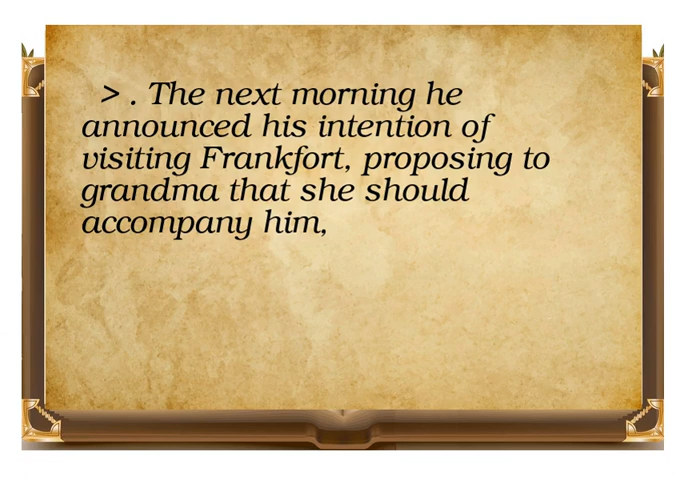 > . The next morning he
announced his intention of
visiting Frankfort, proposing to
grandma that she should
accompany him,